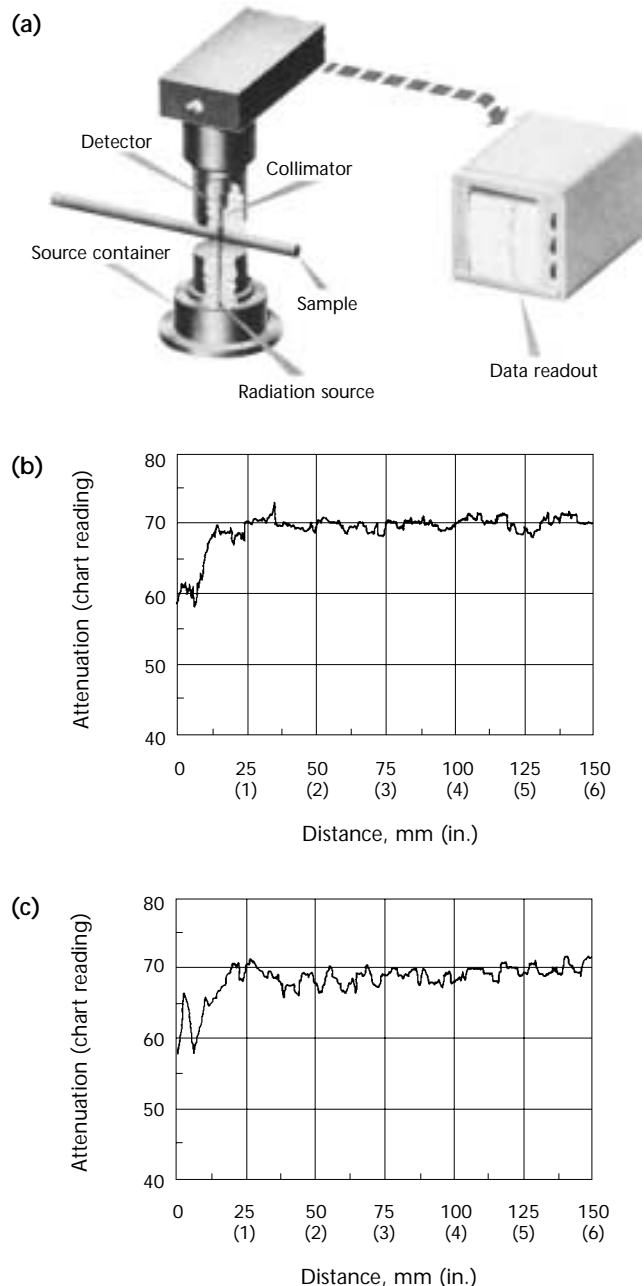 (a)
Detector
Collimator
Source container
Sample
Radiation source
Data readout
(b)
Attenuation (chart reading)
80
70
60
50
40
0 25 50 75 100 125 150
(1) (2) (3) (4) (5) (6)
Distance, mm (in.)
(c)
Attenuation (chart reading)
80
70
60
50
40
0 25 50 75 100 125 150
(1) (2) (3) (4) (5) (6)
Distance, mm (in.)